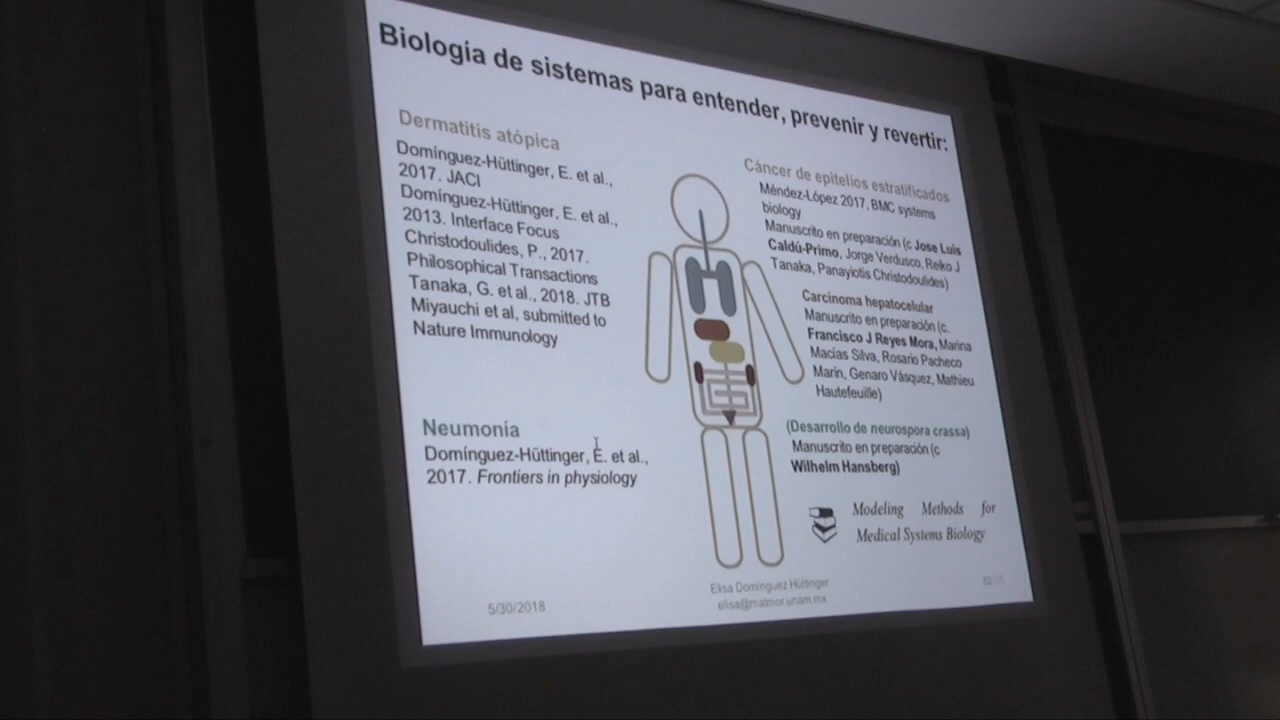 Biología de sistemas para entender, prevenir y revertir:
Dermatitis atópica
Domínguez-Hüttinger, E. et al.,
2017. JACI
Domínguez-Hüttinger, E. et al.,
2013. Interface Focus
Christodoulides, P., 2017.
Philosophical Transactions
Tanaka, G. et al., 2018. JTB
Miyauchi et al, submitted to
Nature Immunology
Neumonía
Domínguez-Hüttinger, E. et al.,
2017. Frontiers in physiology
Cáncer de epitelios estratificados
Méndez-López 2017, BMC systems
biology
Manuscrito en preparación (c Jose Luis
Caldú-Primo, Jorge Verdusco, Reiko J
Tanaka, Panayiotis Christodoulides)
Carcinoma hepatocelular
Manuscrito en preparación (c.
Francisco J Reyes Mora, Marina
Macías Silva, Rosario Pacheco
Marín, Genaro Vásquez, Mathieu
Hautefeuille)
(Desarrollo de neurospora crassa)
Manuscrito en preparación (c
Wilhelm Hansberg)
Modeling Methods for
Medical Systems Biology
5/30/2018
Elisa Domínguez Hüttinger
elisa@matmor.unam.mx